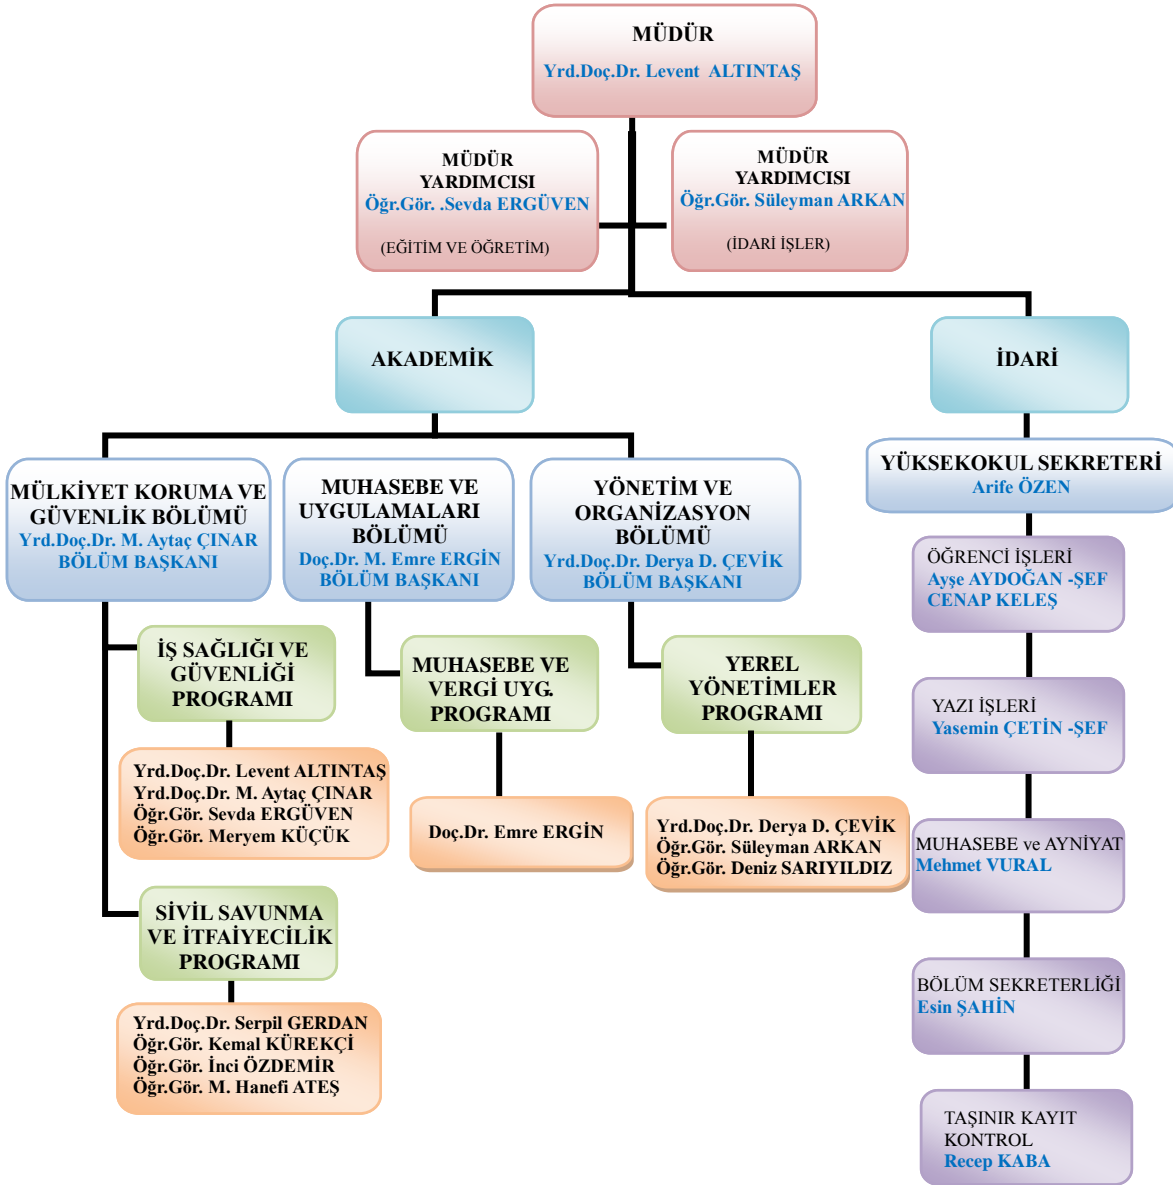 MÜDÜR
Yrd.Doç.Dr. Levent ALTINTAŞ
MÜDÜR
YARDIMCISI
Öğr.Gör. .Sevda ERGÜVEN
(EĞİTİM VE ÖĞRETİM)
MÜDÜR
YARDIMCISI
Öğr.Gör. Süleyman ARKAN
(İDARİ İŞLER)
AKADEMİK
İDARİ
MÜLKİYET KORUMA VE
GÜVENLİK BÖLÜMÜ
Yrd.Doç.Dr. M. Aytaç ÇINAR
BÖLÜM BAŞKANI
MUHASEBE VE
UYGULAMALARI
BÖLÜMÜ
Doç.Dr. M. Emre ERGİN
BÖLÜM BAŞKANI
YÖNETİM VE
ORGANİZASYON
BÖLÜMÜ
Yrd.Doç.Dr. Derya D. ÇEVİK
BÖLÜM BAŞKANI
YÜKSEKOKUL SEKRETERİ
Arife ÖZEN
İŞ SAĞLIĞI VE
GÜVENLİĞİ
PROGRAMI
MUHASEBE VE
VERGİ UYG.
PROGRAMI
YEREL
YÖNETİMLER
PROGRAMI
Yrd.Doç.Dr. Levent ALTINTAŞ
Yrd.Doç.Dr. M. Aytaç ÇINAR
Öğr.Gör. Sevda ERGÜVEN
Öğr.Gör. Meryem KÜÇÜK
Doç.Dr. Emre ERGİN
Yrd.Doç.Dr. Derya D. ÇEVİK
Öğr.Gör. Süleyman ARKAN
Öğr.Gör. Deniz SARIYILDIZ
SİVİL SAVUNMA
VE İTFAİYECİLİK
PROGRAMI
Yrd.Doç.Dr. Serpil GERDAN
Öğr.Gör. Kemal KÜREKÇİ
Öğr.Gör. İnci ÖZDEMİR
Öğr.Gör. M. Hanefi ATEŞ
ÖĞRENCİ İŞLERİ
Ayşe AYDOĞAN -ŞEF
CENAP KELEŞ
YAZI İŞLERİ
Yasemin ÇETİN -ŞEF
MUHASEBE ve AYNİYAT
Mehmet VURAL
BÖLÜM SEKRETERLİĞİ
Esin ŞAHİN
TAŞINIR KAYIT
KONTROL
Recep KABA